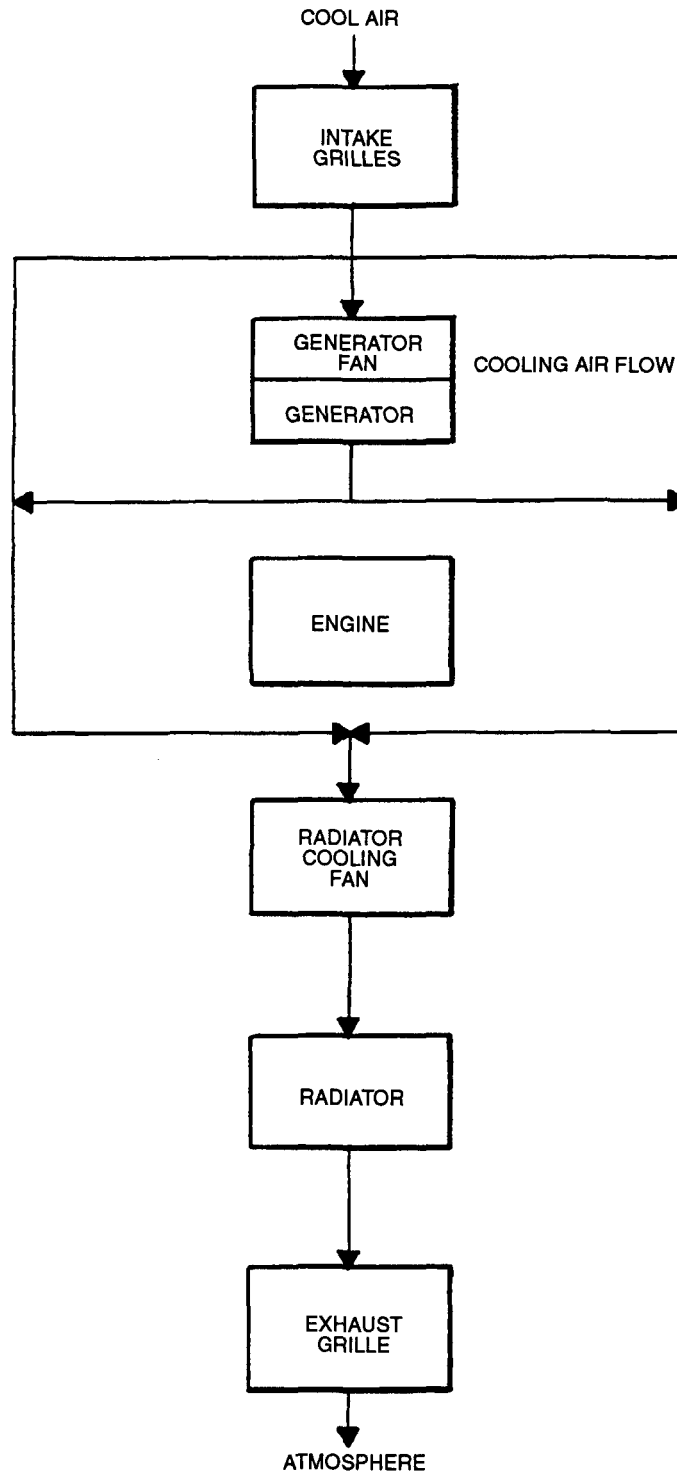 COOL AIR
INTAKE
GRILLES
GENERATOR
FAN
COOLING AIR FLOW
GENERATOR
ENGINE
RADIATOR
COOLING
FAN
RADIATOR
EXHAUST
GRILLE
ATMOSPHERE